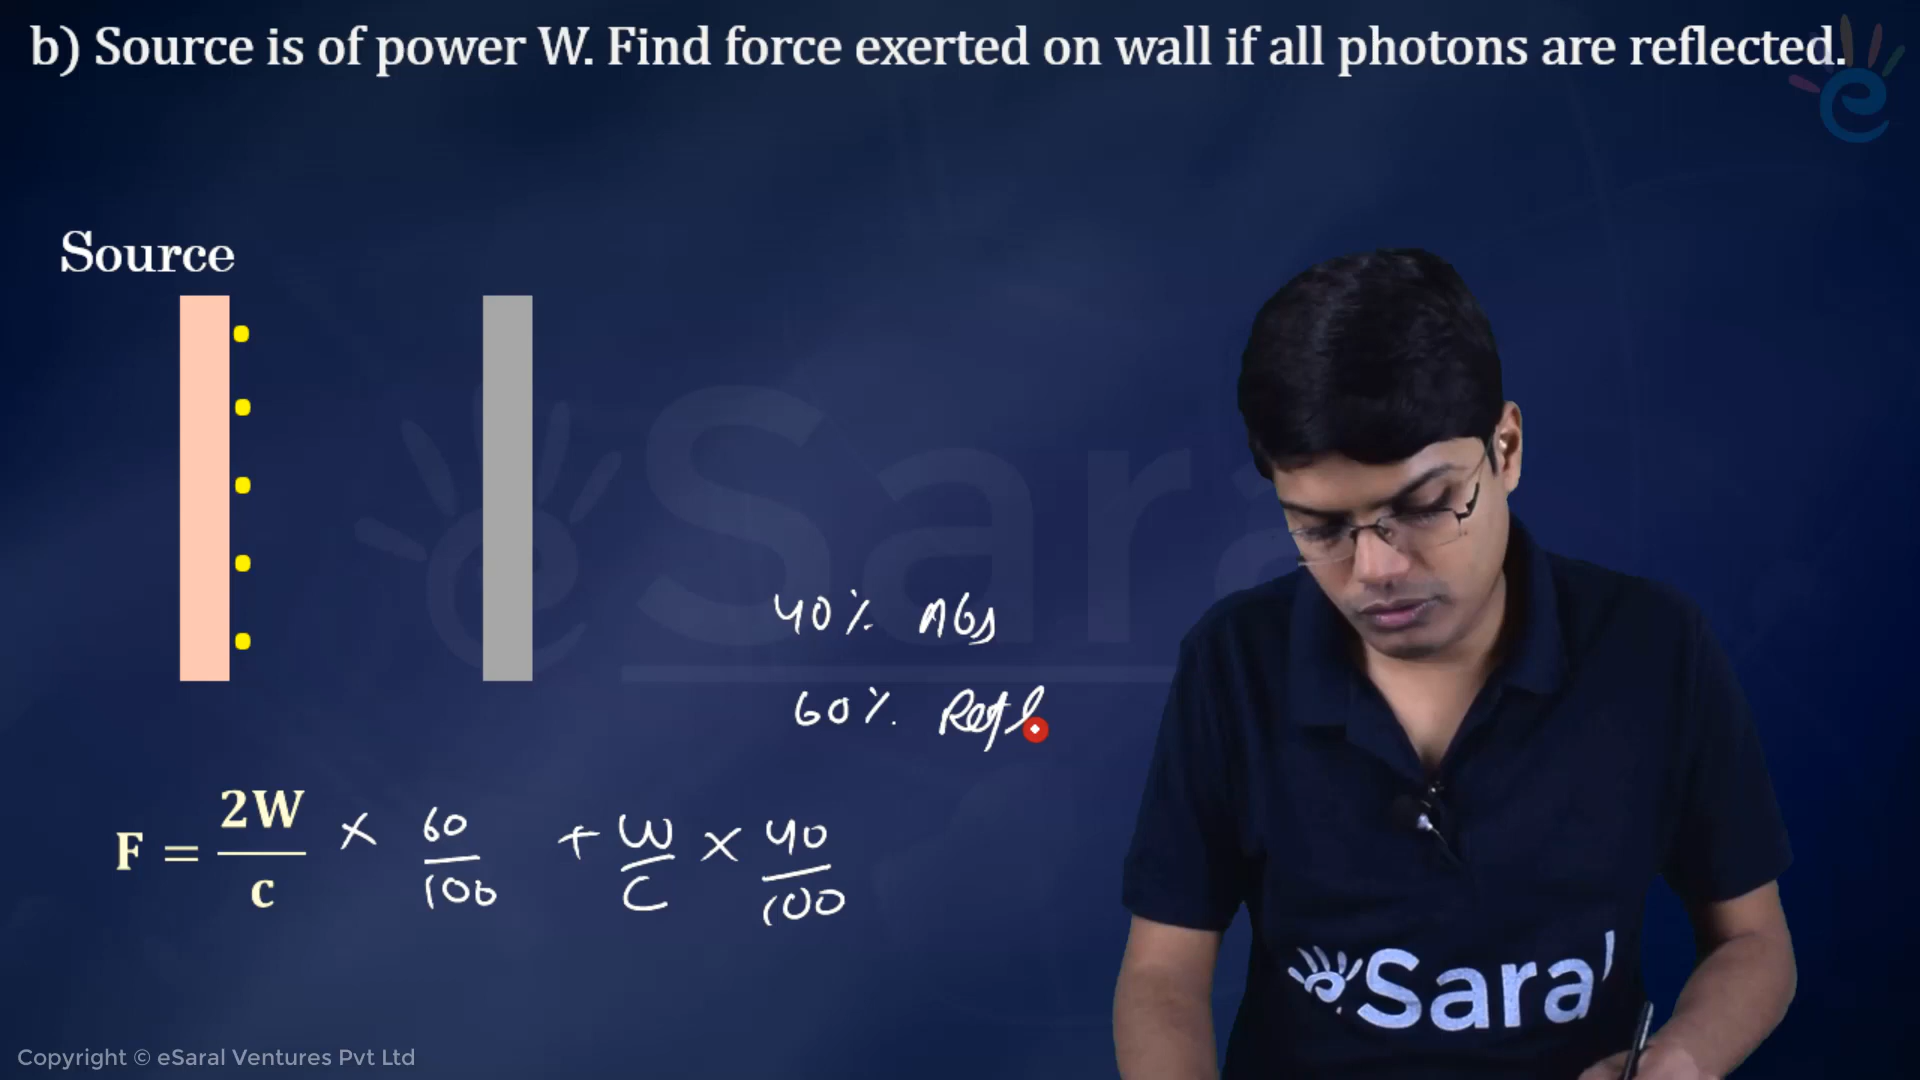 b) Source is of power W. Find force exerted on wall if all photons are reflected.
Source
40% Abs
60% Refl
F = 2W/c × 60/100 + W/C × 40/100
eSaral
Copyright © eSaral Ventures Pvt Ltd